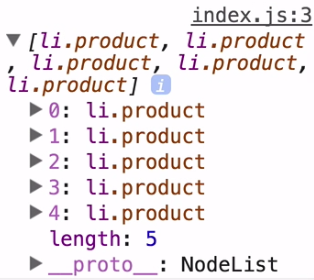 index.js:3
▼[li.product, li.product
, li.product, li.product,
li.product] i
▶0: li.product
▶1: li.product
▶2: li.product
▶3: li.product
▶4: li.product
length: 5
▶__proto__: NodeList